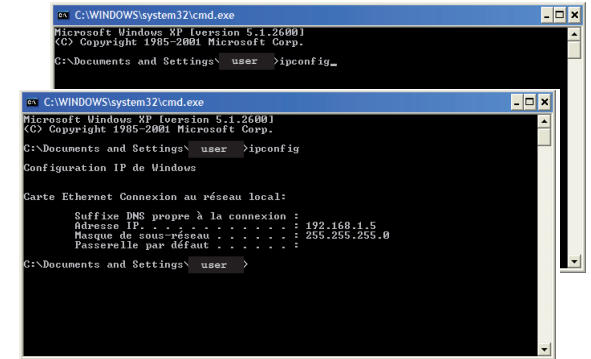 C:\WINDOWS\system32\cmd.exe
Microsoft Windows XP [version 5.1.2600]
(C) Copyright 1985-2001 Microsoft Corp.
C:\Documents and Settings\ user >ipconfig_
C:\WINDOWS\system32\cmd.exe
Microsoft Windows XP [version 5.1.2600]
(C) Copyright 1985-2001 Microsoft Corp.
C:\Documents and Settings\ user >ipconfig
Configuration IP de Windows
Carte Ethernet Connexion au réseau local:
Suffixe DNS propre à la connexion :
Adresse IP. . . . . . . . . . . . : 192.168.1.5
Masque de sous-réseau . . . . . . : 255.255.255.0
Passerelle par défaut . . . . . . :
C:\Documents and Settings\ user >